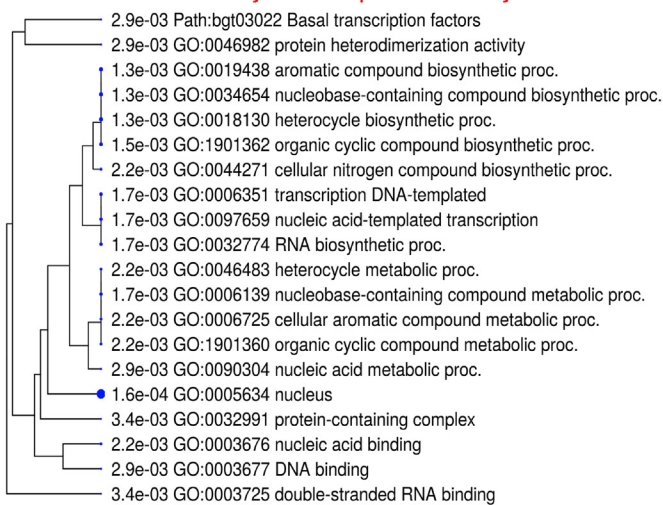 2.9e-03 Path:bgt03022 Basal transcription factors
2.9e-03 GO:0046982 protein heterodimerization activity
1.3e-03 GO:0019438 aromatic compound biosynthetic proc.
1.3e-03 GO:0034654 nucleobase-containing compound biosynthetic proc.
1.3e-03 GO:0018130 heterocycle biosynthetic proc.
1.5e-03 GO:1901362 organic cyclic compound biosynthetic proc.
2.2e-03 GO:0044271 cellular nitrogen compound biosynthetic proc.
1.7e-03 GO:0006351 transcription DNA-templated
1.7e-03 GO:0097659 nucleic acid-templated transcription
1.7e-03 GO:0032774 RNA biosynthetic proc.
2.2e-03 GO:0046483 heterocycle metabolic proc.
1.7e-03 GO:0006139 nucleobase-containing compound metabolic proc.
2.2e-03 GO:0006725 cellular aromatic compound metabolic proc.
2.2e-03 GO:1901360 organic cyclic compound metabolic proc.
2.9e-03 GO:0090304 nucleic acid metabolic proc.
1.6e-04 GO:0005634 nucleus
3.4e-03 GO:0032991 protein-containing complex
2.2e-03 GO:0003676 nucleic acid binding
2.9e-03 GO:0003677 DNA binding
3.4e-03 GO:0003725 double-stranded RNA binding